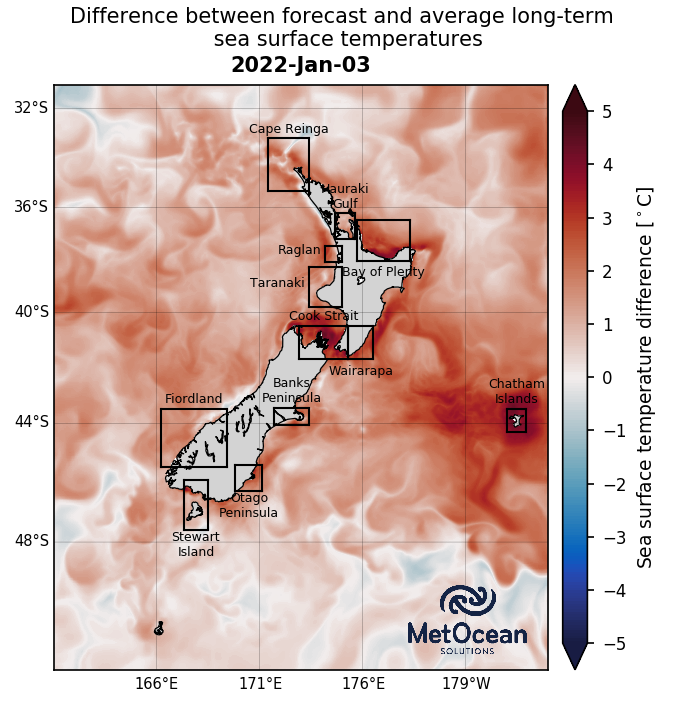 Difference between forecast and average long-term
sea surface temperatures
2022-Jan-03
32°S
36°S
40°S
44°S
48°S
Cape Reinga
Hauraki
Gulf
Raglan
Bay of Plenty
Taranaki
Cook Strait
Wairarapa
Banks
Peninsula
Fiordland
Chatham
Islands
Otago
Peninsula
Stewart
Island
MetOcean
SOLUTIONS
166°E
171°E
176°E
179°W
5
4
3
2
1
0
−1
−2
−3
−4
−5
Sea surface temperature difference [°C]